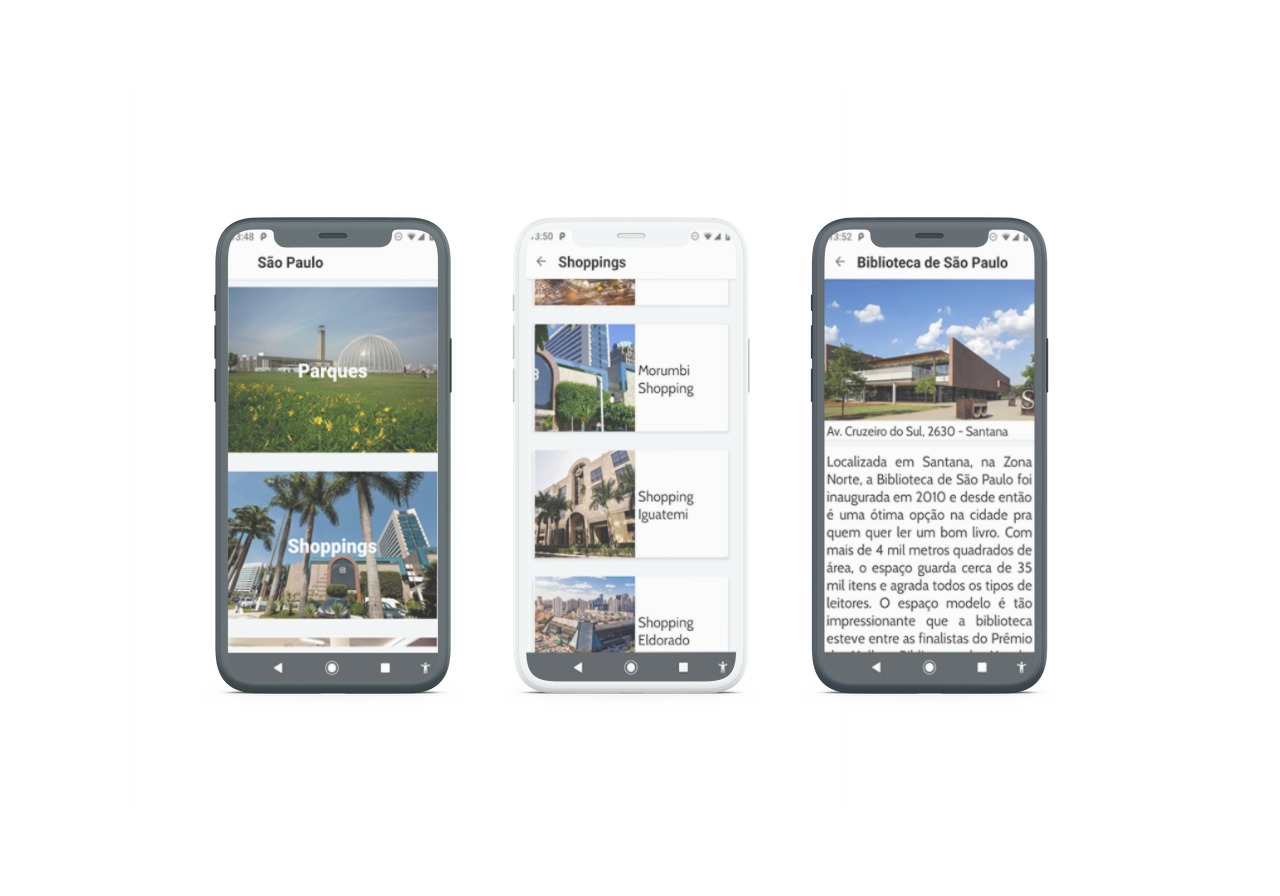 3:48
São Paulo
Parques
Shoppings
13:50
Shoppings
Morumbi
Shopping
Shopping
Iguatemi
Shopping
Eldorado
13:52
Biblioteca de São Paulo
S
Av. Cruzeiro do Sul, 2630 - Santana
Localizada em Santana, na Zona
Norte, a Biblioteca de São Paulo foi
inaugurada em 2010 e desde então
é uma ótima opção na cidade pra
quem quer ler um bom livro. Com
mais de 4 mil metros quadrados de
área, o espaço guarda cerca de 35
mil itens e agrada todos os tipos de
leitores. O espaço modelo é tão
impressionante que a biblioteca
esteve entre as finalistas do Prêmio